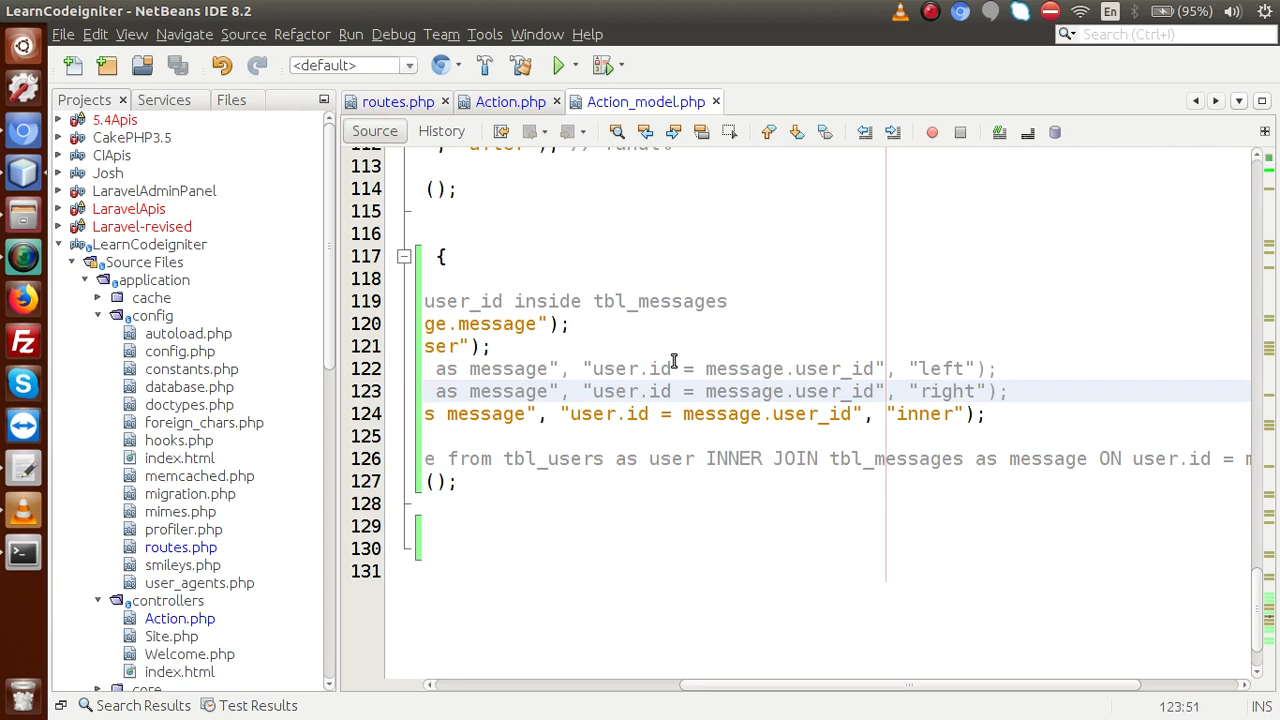 LearnCodeigniter - NetBeans IDE 8.2
En
(95%)
File Edit View Navigate Source Refactor Run Debug Team Tools Window Help
Search (Ctrl+I)
<default>
Projects Services Files
routes.php Action.php Action_model.php
Source History
5.4Apis
CakePHP3.5
CIApis
Josh
LaravelAdminPanel
LaravelApis
Laravel-revised
LearnCodeigniter
Source Files
application
cache
config
autoload.php
config.php
constants.php
database.php
doctypes.php
foreign_chars.php
hooks.php
index.html
memcached.php
migration.php
mimes.php
profiler.php
routes.php
smileys.php
user_agents.php
controllers
Action.php
Site.php
Welcome.php
index.html
core
112
113
114 ();
115
116
117 {
118
119 user_id inside tbl_messages
120 ge.message");
121 ser");
122 as message", "user.id = message.user_id", "left");
123 as message", "user.id = message.user_id", "right");
124 s message", "user.id = message.user_id", "inner");
125
126 e from tbl_users as user INNER JOIN tbl_messages as message ON user.id = m
127 ();
128
129
130
131
Search Results Test Results
123:51 INS